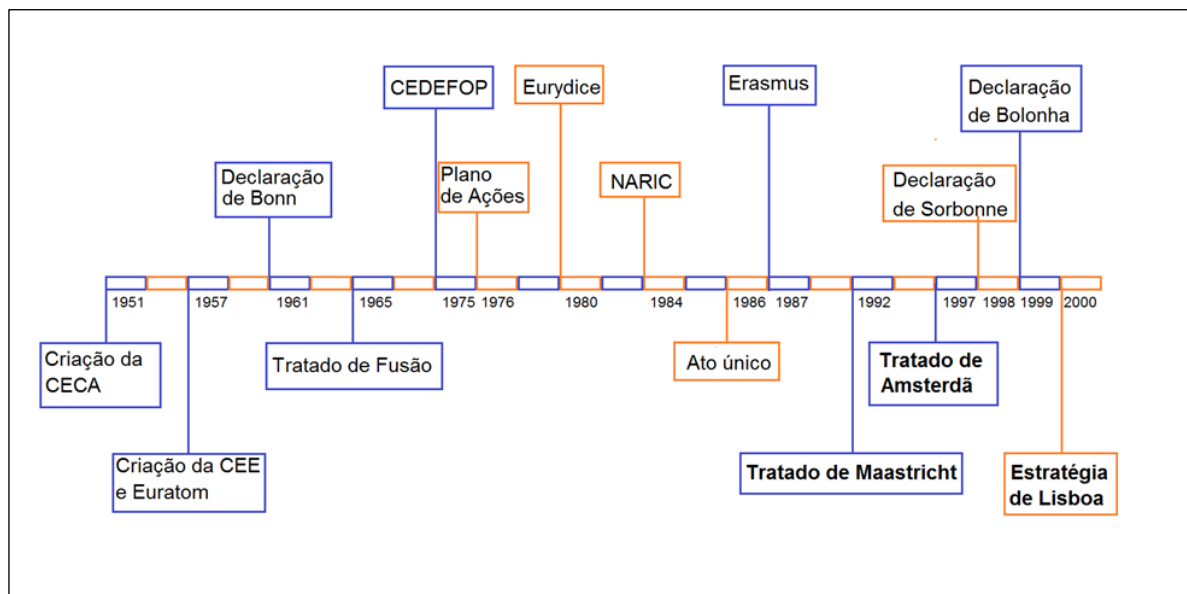 CEDEFOP
Eurydice
Erasmus
Declaração
de Bolonha
Declaração
de Bonn
Plano
de Ações
NARIC
Declaração
de Sorbonne
1951 1957 1961 1965 1975 1976 1980 1984 1986 1987 1992 1997 1998 1999 2000
Criação da
CECA
Tratado de Fusão
Ato único
Tratado de
Amsterdã
Criação da CEE
e Euratom
Tratado de Maastricht
Estratégia
de Lisboa